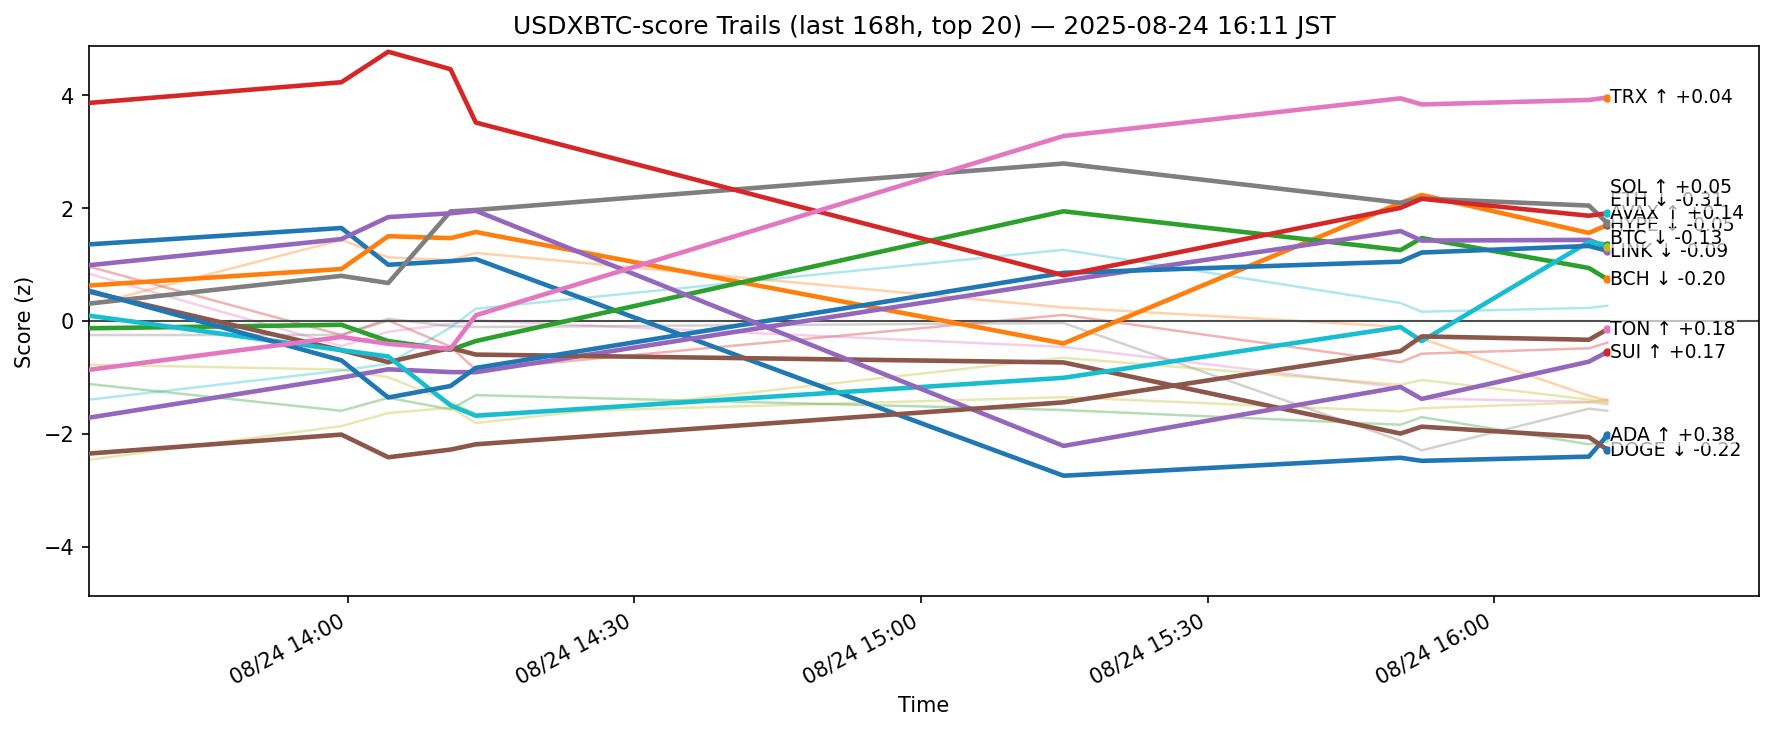 USDXBTC-score Trails (last 168h, top 20) — 2025-08-24 16:11 JST
Score (z)
4
2
0
−2
−4
TRX ↑ +0.04
SOL ↑ +0.05
ETH ↓ -0.31
AVAX ↑ +0.14
HYPE ↓ -0.05
BTC ↓ -0.13
LINK ↓ -0.09
BCH ↓ -0.20
TON ↑ +0.18
SUI ↑ +0.17
ADA ↑ +0.38
DOGE ↓ -0.22
08/24 14:00
08/24 14:30
08/24 15:00
08/24 15:30
08/24 16:00
Time